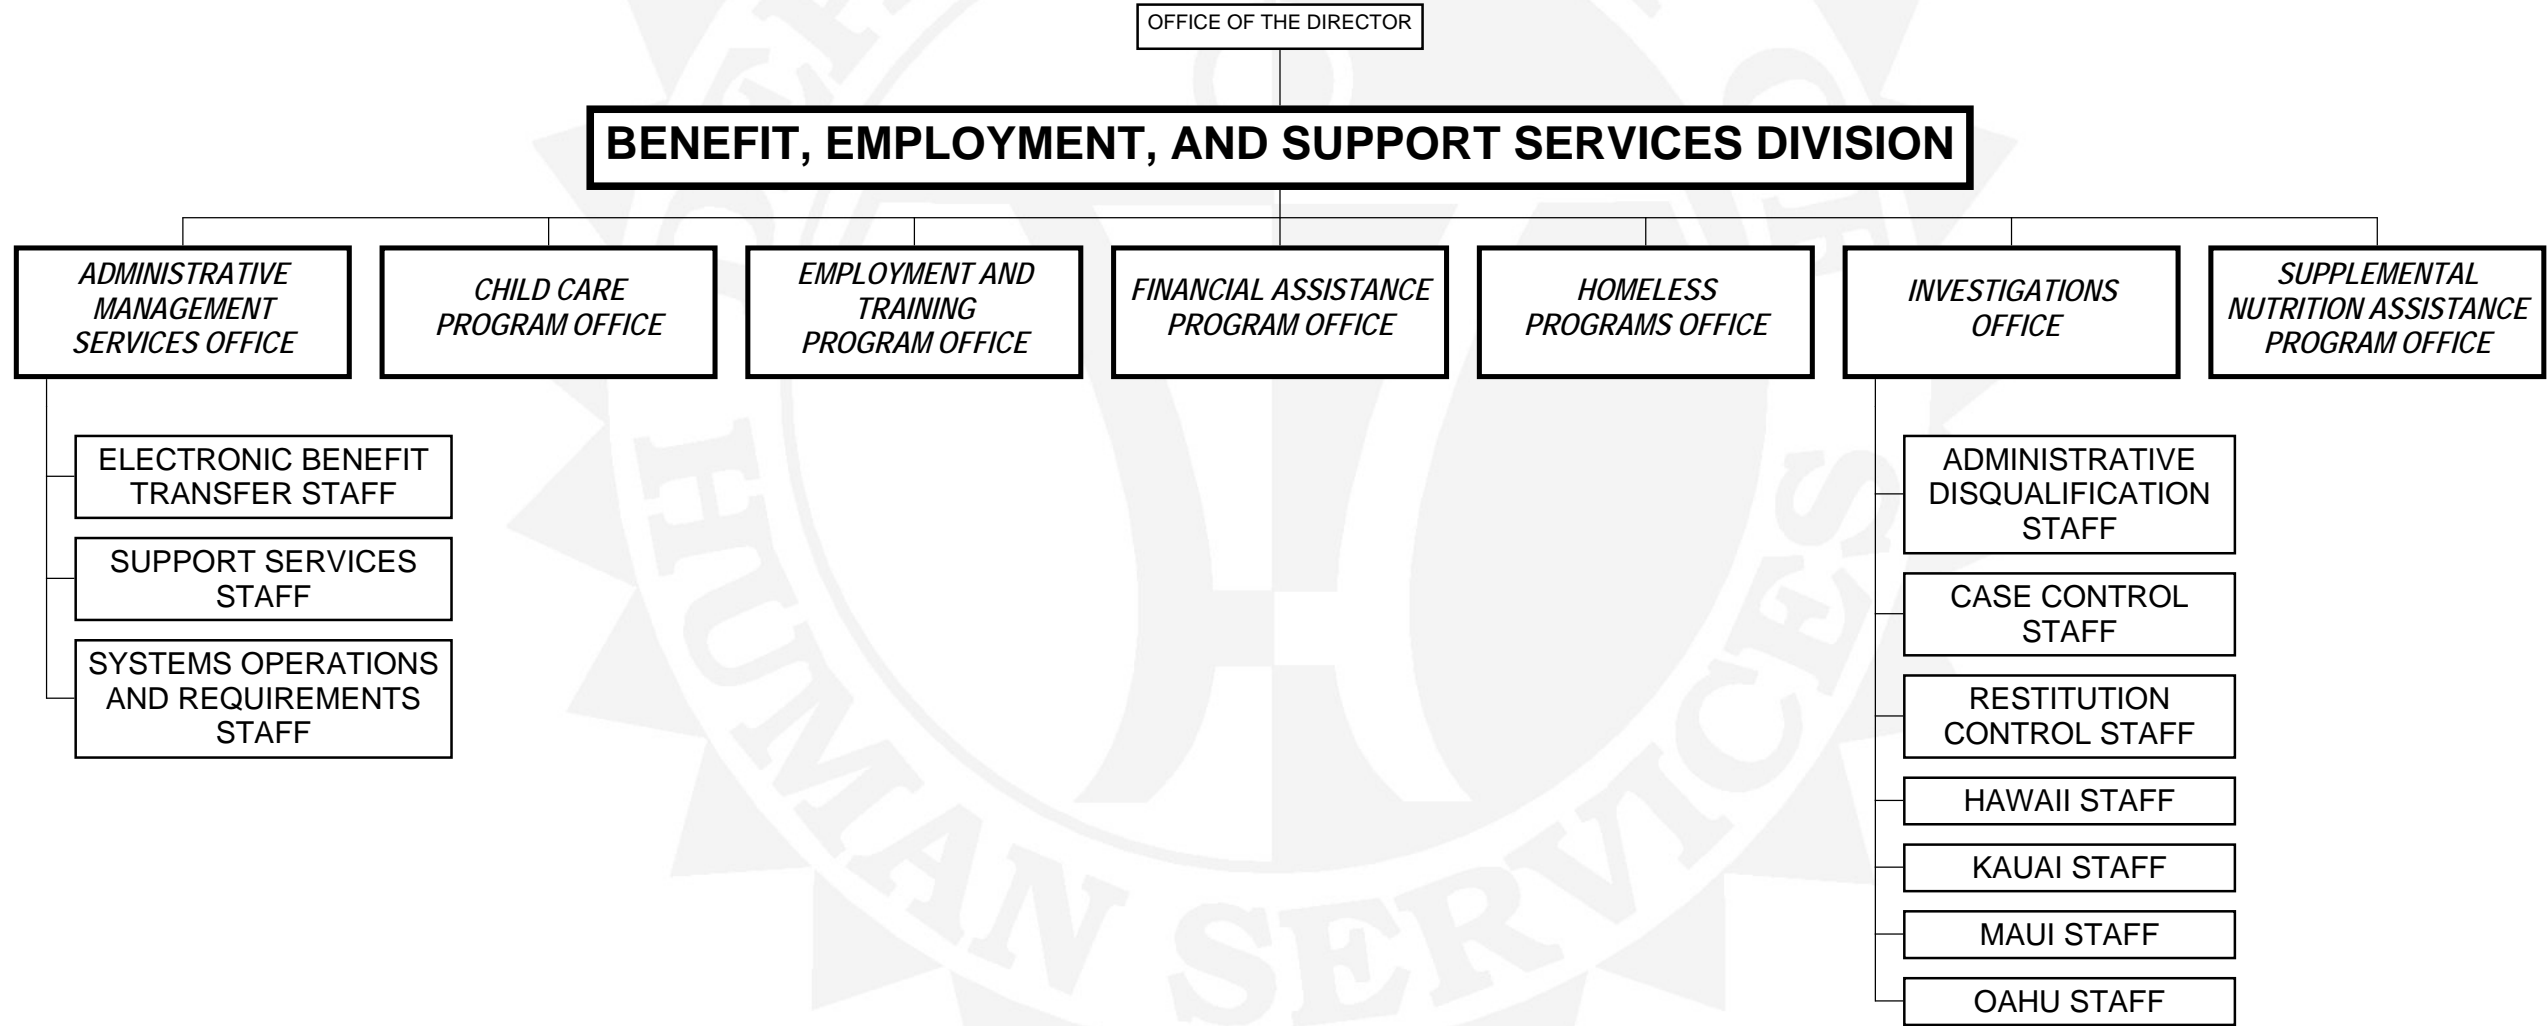 OFFICE OF THE DIRECTOR
BENEFIT, EMPLOYMENT, AND SUPPORT SERVICES DIVISION
ADMINISTRATIVE
MANAGEMENT
SERVICES OFFICE
CHILD CARE
PROGRAM OFFICE
EMPLOYMENT AND
TRAINING
PROGRAM OFFICE
FINANCIAL ASSISTANCE
PROGRAM OFFICE
HOMELESS
PROGRAMS OFFICE
INVESTIGATIONS
OFFICE
SUPPLEMENTAL
NUTRITION ASSISTANCE
PROGRAM OFFICE
ELECTRONIC BENEFIT
TRANSFER STAFF
SUPPORT SERVICES
STAFF
SYSTEMS OPERATIONS
AND REQUIREMENTS
STAFF
ADMINISTRATIVE
DISQUALIFICATION
STAFF
CASE CONTROL
STAFF
RESTITUTION
CONTROL STAFF
HAWAII STAFF
KAUAI STAFF
MAUI STAFF
OAHU STAFF
HUMAN SERVICES